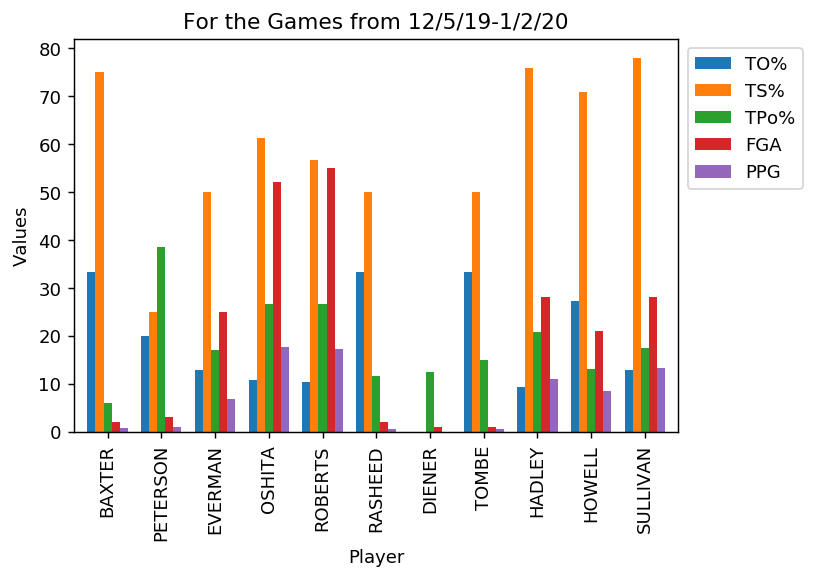 For the Games from 12/5/19-1/2/20
TO%
TS%
TPo%
FGA
PPG
Values
80
70
60
50
40
30
20
10
0
BAXTER
PETERSON
EVERMAN
OSHITA
ROBERTS
RASHEED
DIENER
TOMBE
HADLEY
HOWELL
SULLIVAN
Player